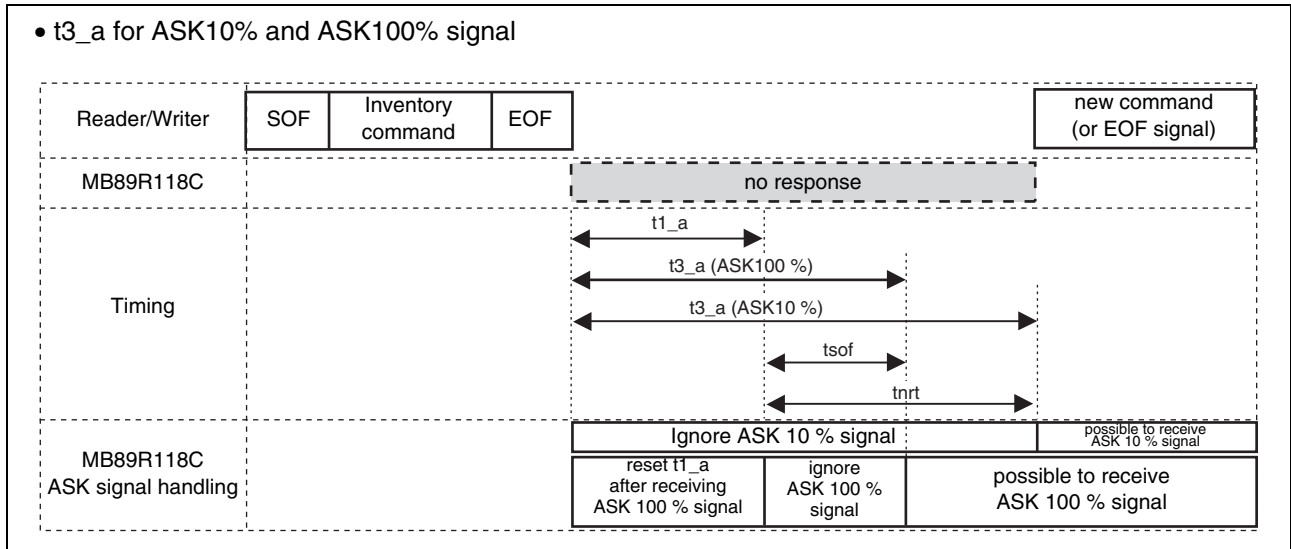 • t3_a for ASK10% and ASK100% signal
Reader/Writer
SOF
Inventory
command
EOF
new command
(or EOF signal)
MB89R118C
no response
Timing
t1_a
t3_a (ASK100 %)
t3_a (ASK10 %)
tsof
tnrt
MB89R118C
ASK signal handling
Ignore ASK 10 % signal
possible to receive
ASK 10 % signal
reset t1_a
after receiving
ASK 100 % signal
ignore
ASK 100 %
signal
possible to receive
ASK 100 % signal